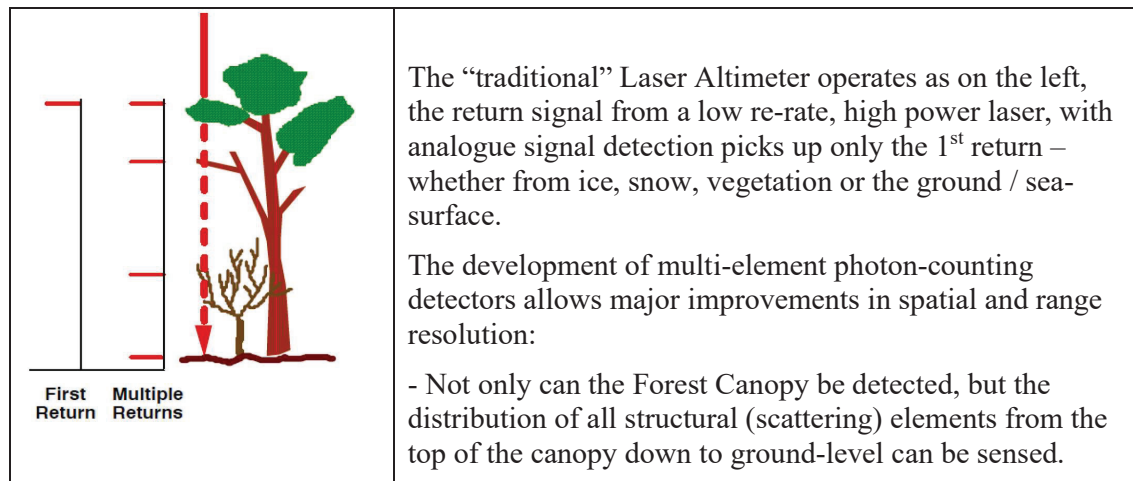 The “traditional” Laser Altimeter operates as on the left,
the return signal from a low re-rate, high power laser, with
analogue signal detection picks up only the 1st return –
whether from ice, snow, vegetation or the ground / sea-
surface.
The development of multi-element photon-counting
detectors allows major improvements in spatial and range
resolution:
- Not only can the Forest Canopy be detected, but the
distribution of all structural (scattering) elements from the
top of the canopy down to ground-level can be sensed.
First
Return
Multiple
Returns